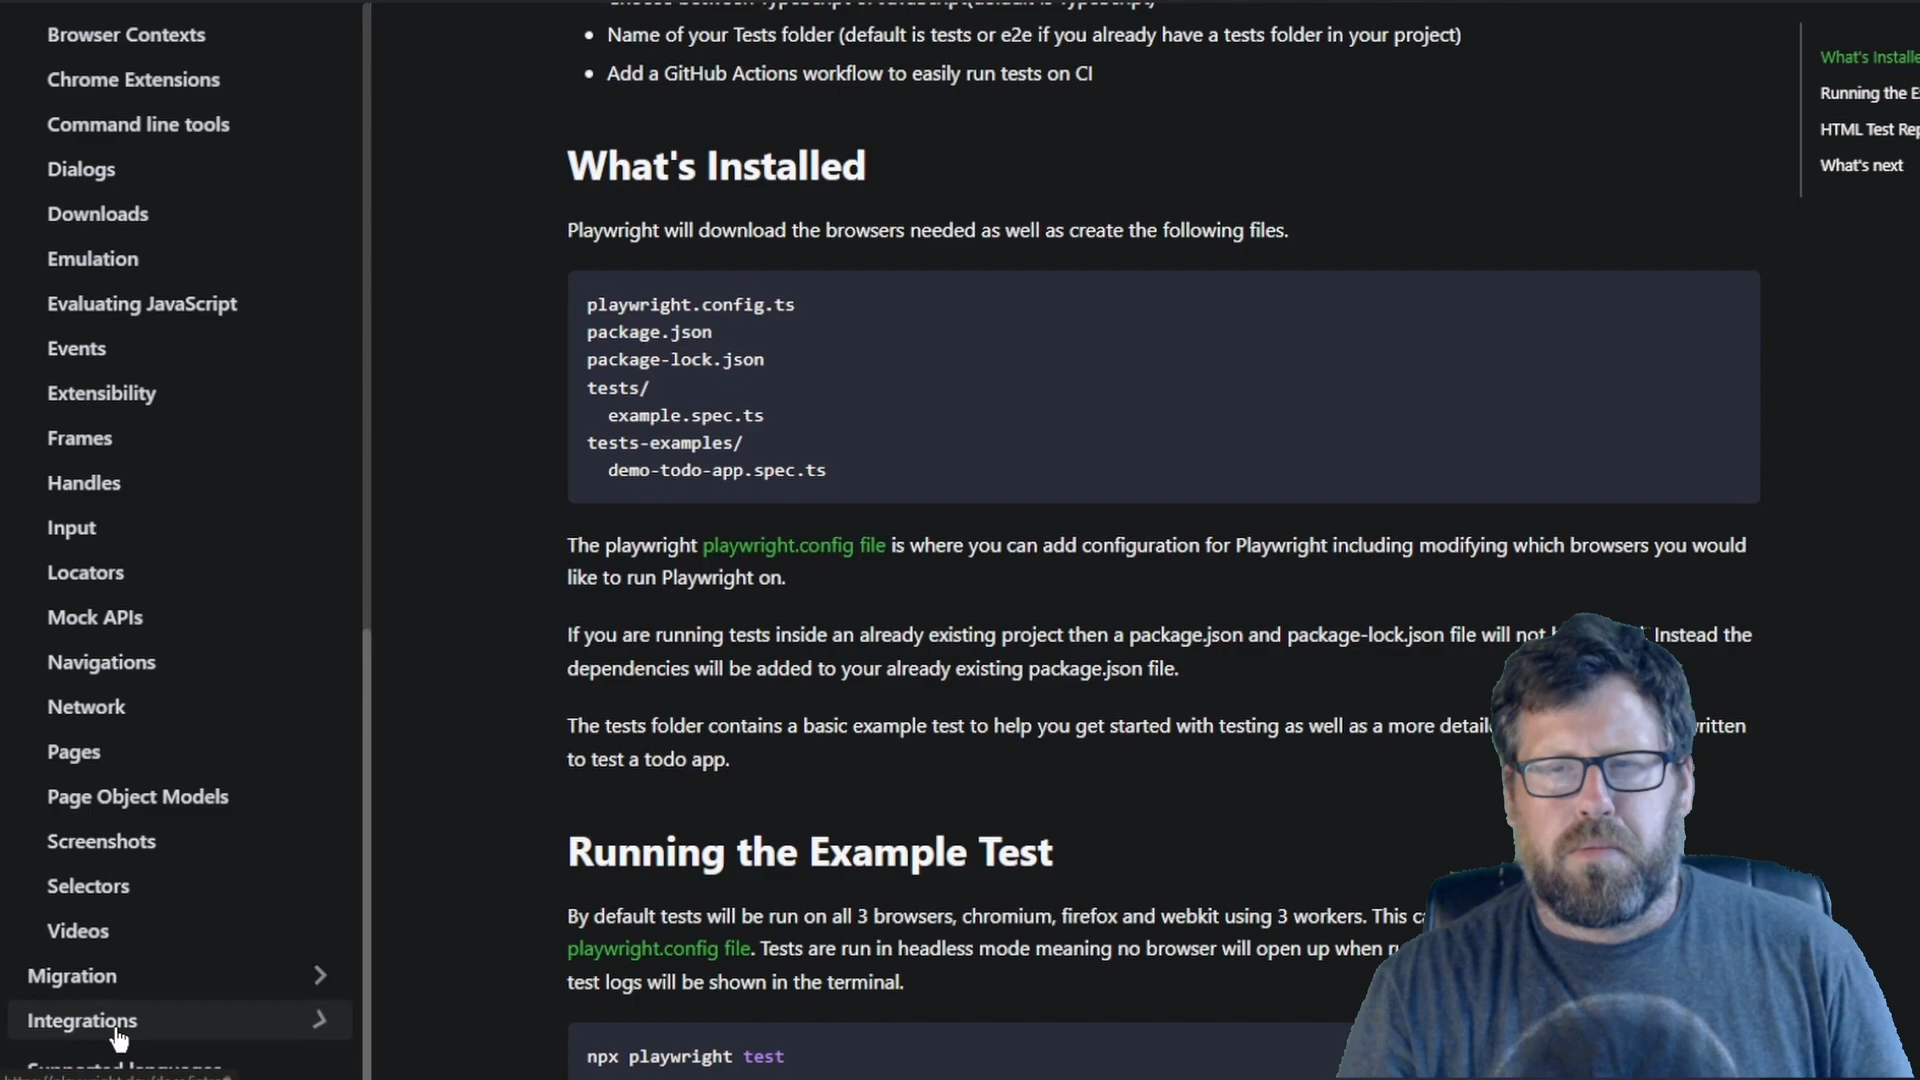 Browser Contexts
Chrome Extensions
Command line tools
Dialogs
Downloads
Emulation
Evaluating JavaScript
Events
Extensibility
Frames
Handles
Input
Locators
Mock APIs
Navigations
Network
Pages
Page Object Models
Screenshots
Selectors
Videos
Migration
Integrations
Supported languages
Name of your Tests folder (default is tests or e2e if you already have a tests folder in your project)
Add a GitHub Actions workflow to easily run tests on CI
What's Installed
Playwright will download the browsers needed as well as create the following files.
playwright.config.ts
package.json
package-lock.json
tests/
example.spec.ts
tests-examples/
demo-todo-app.spec.ts
The playwright playwright.config file is where you can add configuration for Playwright including modifying which browsers you would
like to run Playwright on.
If you are running tests inside an already existing project then a package.json and package-lock.json file will not Instead the
dependencies will be added to your already existing package.json file.
The tests folder contains a basic example test to help you get started with testing as well as a more detail ritten
to test a todo app.
Running the Example Test
By default tests will be run on all 3 browsers, chromium, firefox and webkit using 3 workers. This
playwright.config file. Tests are run in headless mode meaning no browser will open up when
test logs will be shown in the terminal.
npx playwright test
What's Installe
Running the E
HTML Test Rep
What's next